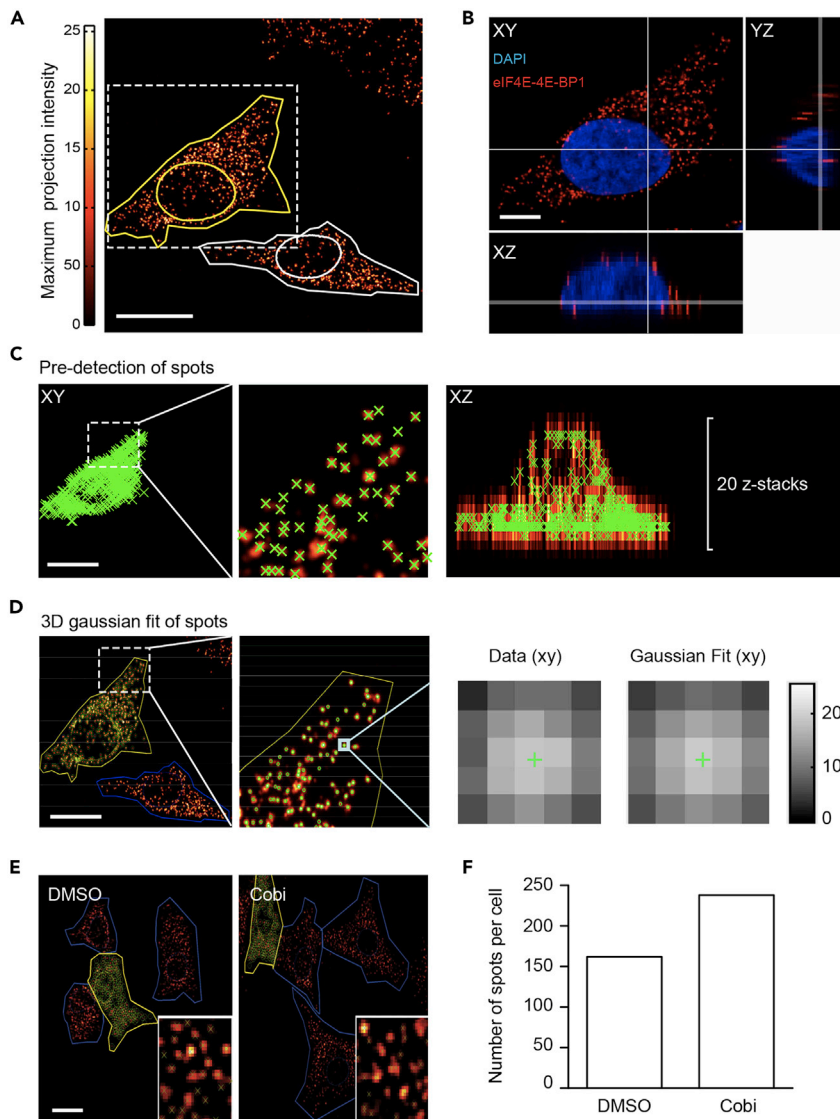 A
25
20
15
10
50
0
Maximum projection intensity
B
XY
YZ
DAPI
eIF4E-4E-BP1
XZ
C
Pre-detection of spots
XY
XZ
20 z-stacks
D
3D gaussian fit of spots
Data (xy)
Gaussian Fit (xy)
20
10
0
E
DMSO
Cobi
F
Number of spots per cell
250
200
150
100
50
0
DMSO
Cobi